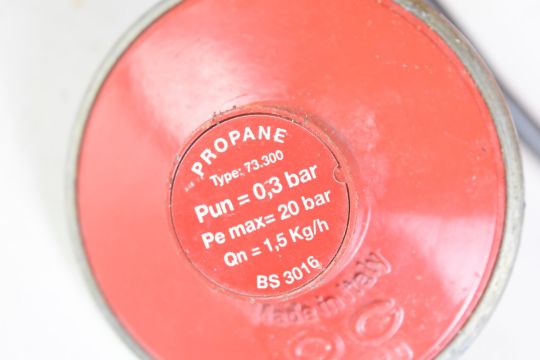 PROPANE
Type: 73.300
Pun = 0,3 bar
Pe max= 20 bar
Qn = 1,5 Kg/h
BS 3016
Made in Italy